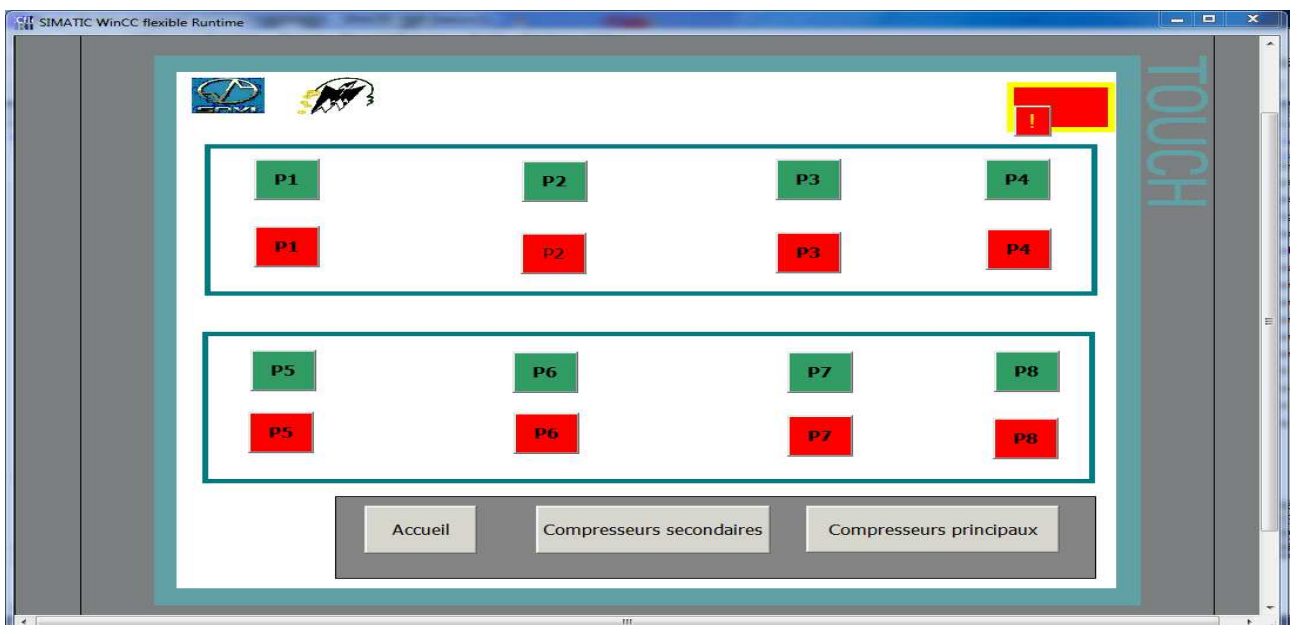 SIMATIC WinCC flexible Runtime
TOUCH
!
P1 P2 P3 P4
P1 P2 P3 P4
P5 P6 P7 P8
P5 P6 P7 P8
Accueil Compresseurs secondaires Compresseurs principaux